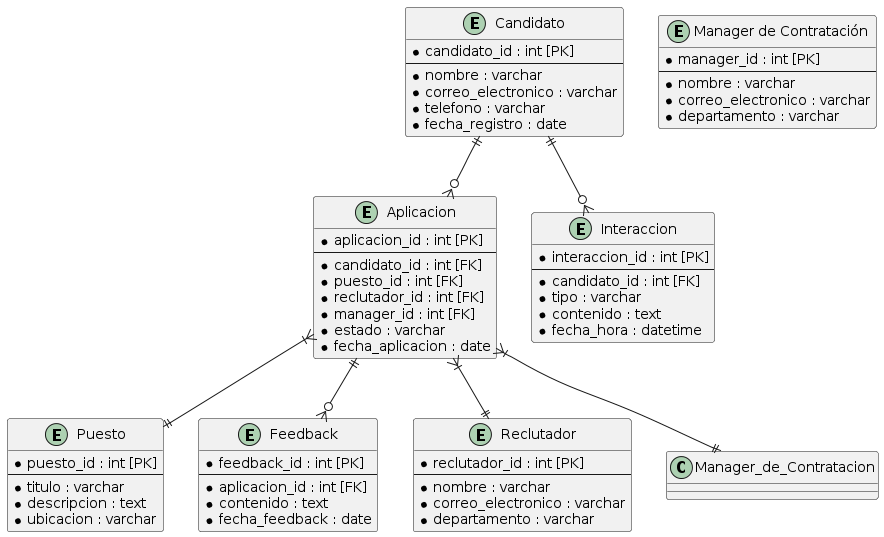 E Candidato
candidato_id : int [PK]
nombre : varchar
correo_electronico : varchar
telefono : varchar
fecha_registro : date
E Manager de Contratación
manager_id : int [PK]
nombre : varchar
correo_electronico : varchar
departamento : varchar
E Aplicacion
aplicacion_id : int [PK]
candidato_id : int [FK]
puesto_id : int [FK]
reclutador_id : int [FK]
manager_id : int [FK]
estado : varchar
fecha_aplicacion : date
E Interaccion
interaccion_id : int [PK]
candidato_id : int [FK]
tipo : varchar
contenido : text
fecha_hora : datetime
E Puesto
puesto_id : int [PK]
titulo : varchar
descripcion : text
ubicacion : varchar
E Feedback
feedback_id : int [PK]
aplicacion_id : int [FK]
contenido : text
fecha_feedback : date
E Reclutador
reclutador_id : int [PK]
nombre : varchar
correo_electronico : varchar
departamento : varchar
C Manager_de_Contratacion